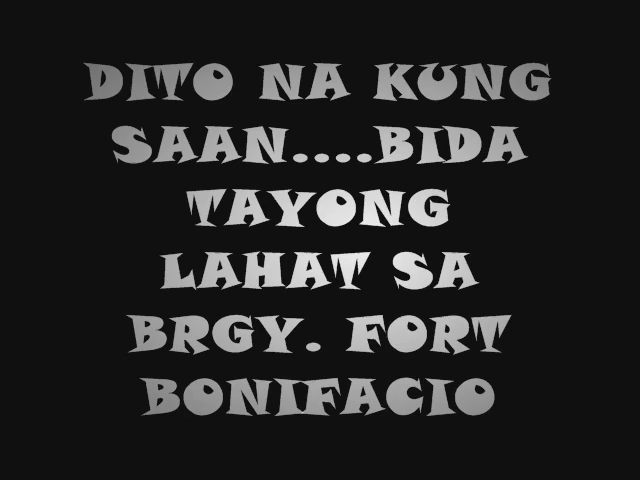 DITO NA KUNG
SAAN....BIDA
TAYONG
LAHAT SA
BRGY. FORT
BONIFACIO